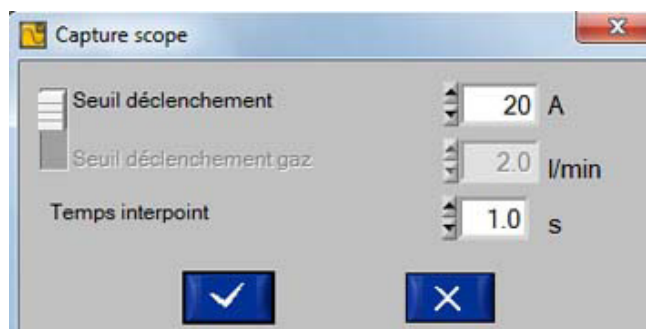 Capture scope
Seuil déclenchement 20 A
Seuil déclenchement gaz 2.0 l/min
Temps interpoint 1.0 s